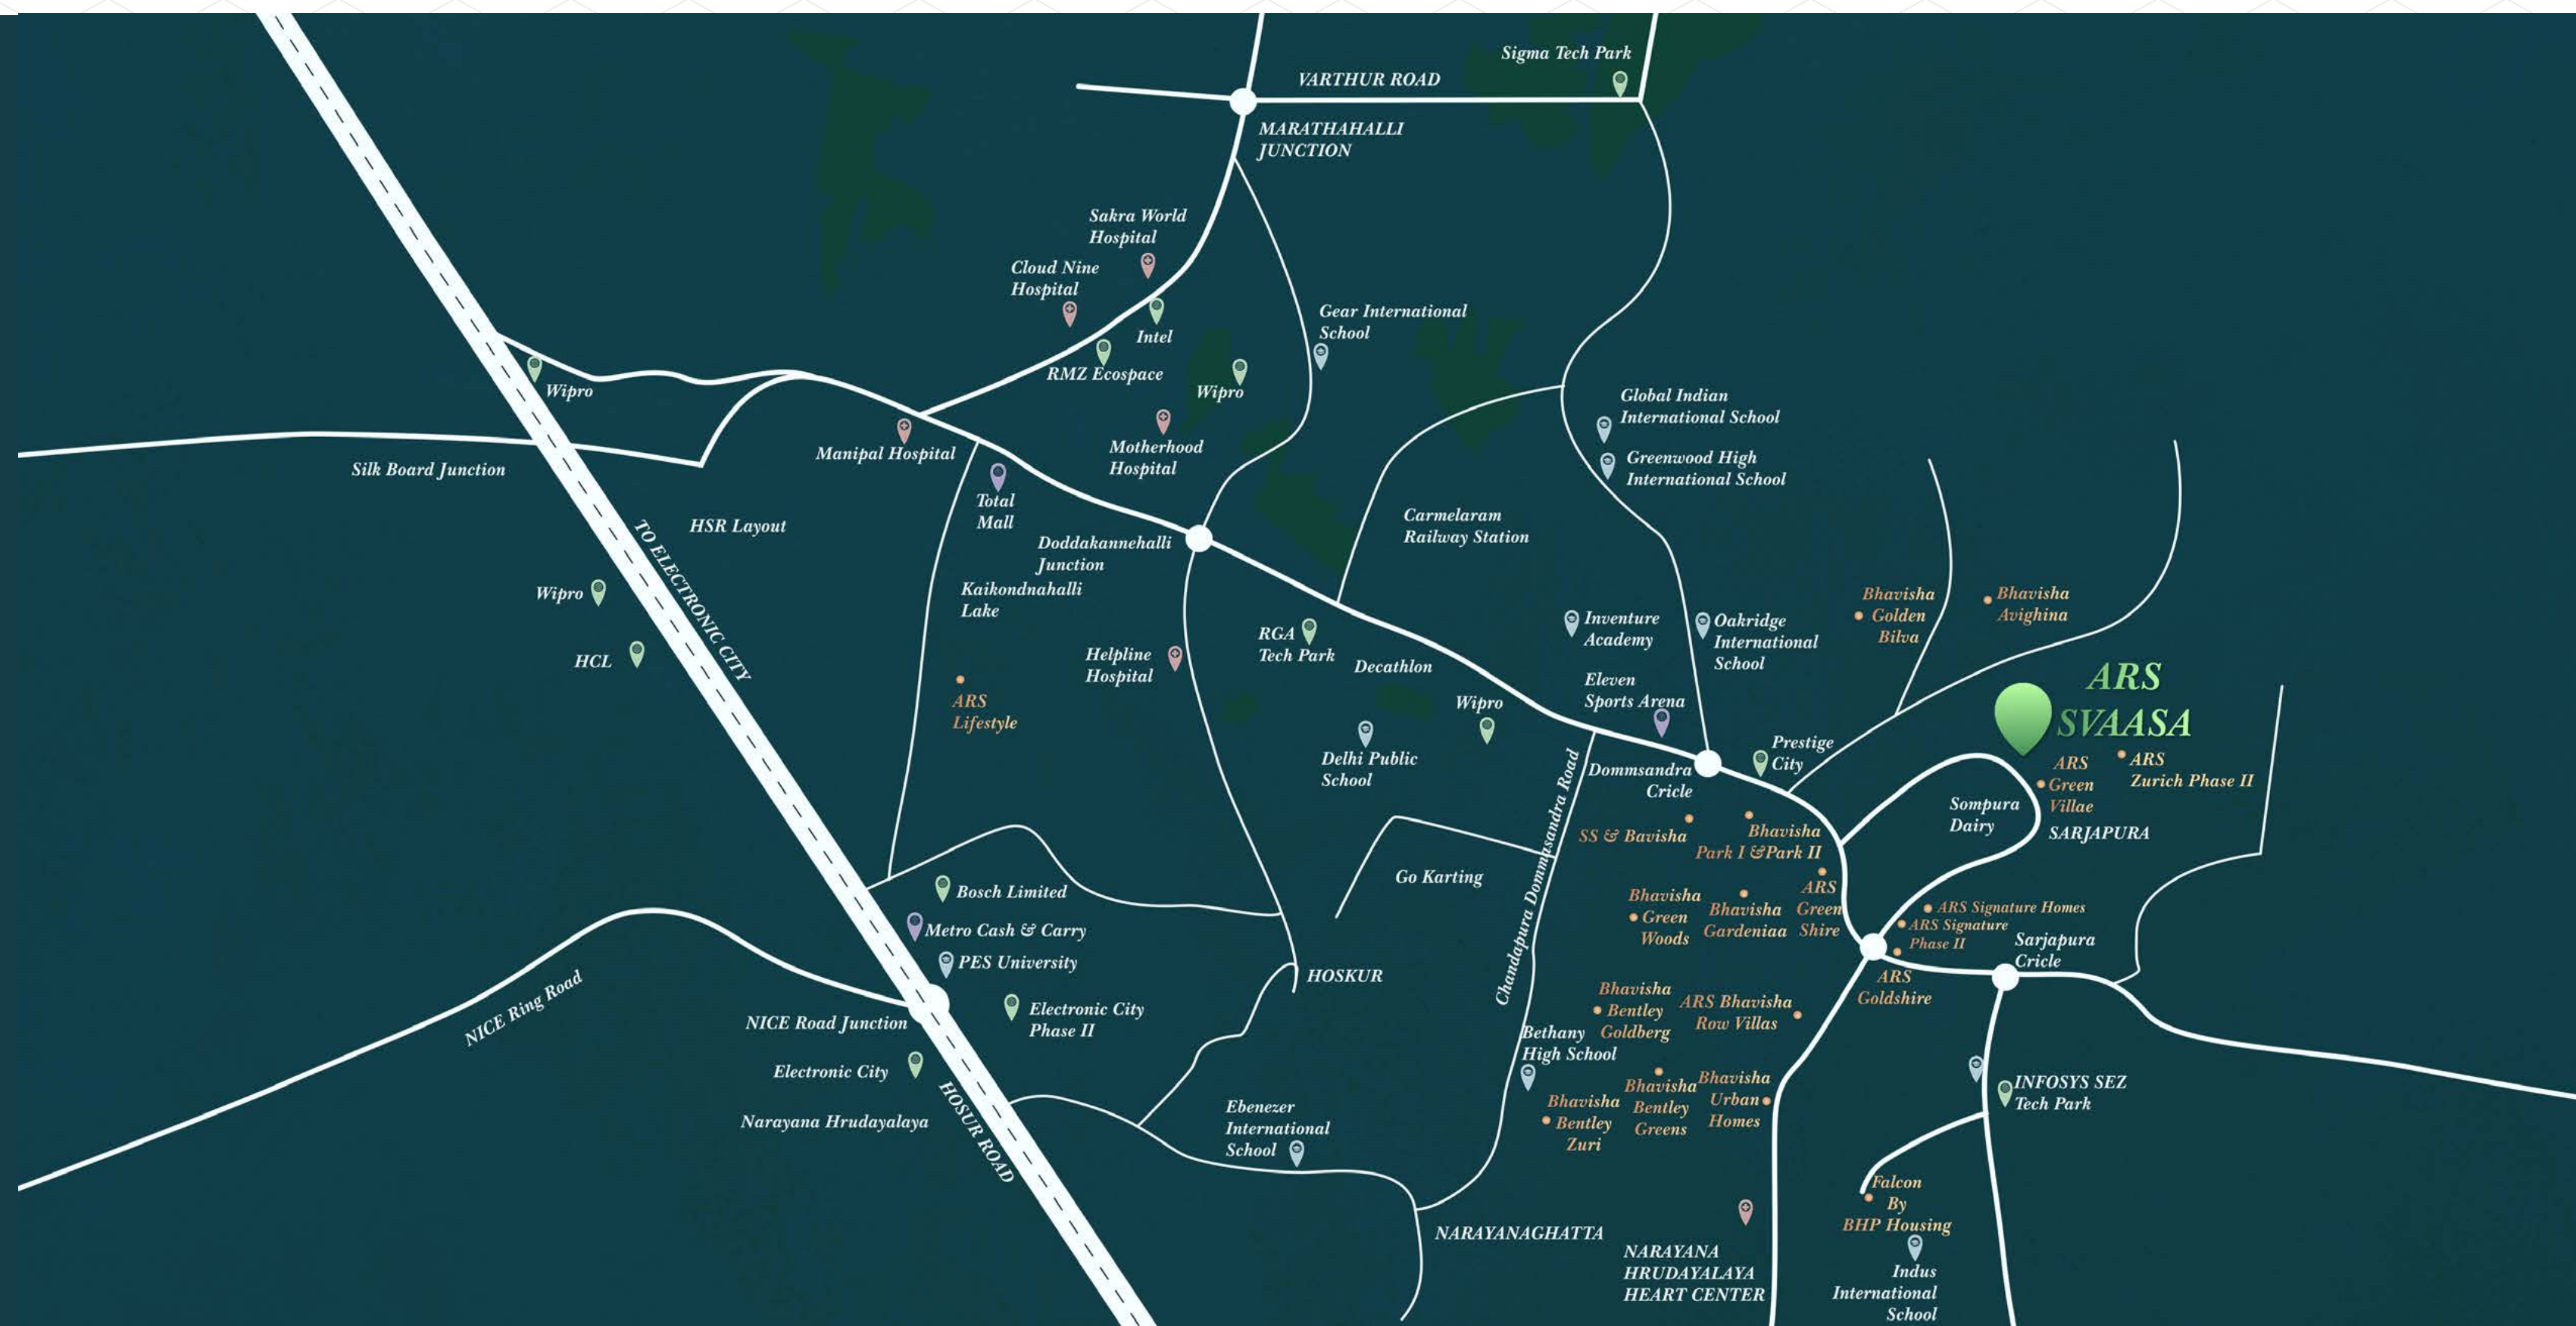 Sigma Tech Park
VARTHUR ROAD
MARATHAHALLI
JUNCTION
Sakra World
Hospital
Cloud Nine
Hospital
Intel
RMZ Ecospace
Gear International
School
Wipro
Wipro
Global Indian
International School
Manipal Hospital
Motherhood
Hospital
Silk Board Junction
Greenwood High
International School
Total
Mall
HSR Layout
Carmelaram
Railway Station
Doddakannehalli
Junction
TO ELECTRONIC CITY
Kaikondnahalli
Lake
Wipro
HCL
Bhavisha
Golden
Bilva
Bhavisha
Avighina
Inventure
Academy
Oakridge
International
School
RGA
Tech Park
Decathlon
Helpline
Hospital
ARS
Lifestyle
Eleven
Sports Arena
Wipro
ARS
SVAASA
Delhi Public
School
Prestige
City
Dommsandra
Cricle
ARS
Green
Villae
ARS
Zurich Phase II
Sompura
Dairy
SARJAPURA
SS & Bavisha
Bhavisha
Park I &Park II
Chandapura Dommasandra Road
Go Karting
Bosch Limited
Metro Cash & Carry
PES University
Bhavisha
Green
Woods
Bhavisha
Gardeniaa
ARS
Green
Shire
ARS Signature Homes
ARS Signature
Phase II
Sarjapura
Cricle
ARS
Goldshire
HOSKUR
NICE Ring Road
NICE Road Junction
Electronic City
Phase II
Bhavisha
Bentley
Goldberg
ARS Bhavisha
Row Villas
Bethany
High School
Electronic City
HOSUR ROAD
Narayana Hrudayalaya
Ebenezer
International
School
Bhavisha
Bentley
Zuri
Bhavisha
Bentley
Greens
Bhavisha
Urban
Homes
INFOSYS SEZ
Tech Park
Falcon
By
BHP Housing
NARAYANAGHATTA
NARAYANA
HRUDAYALAYA
HEART CENTER
Indus
International
School